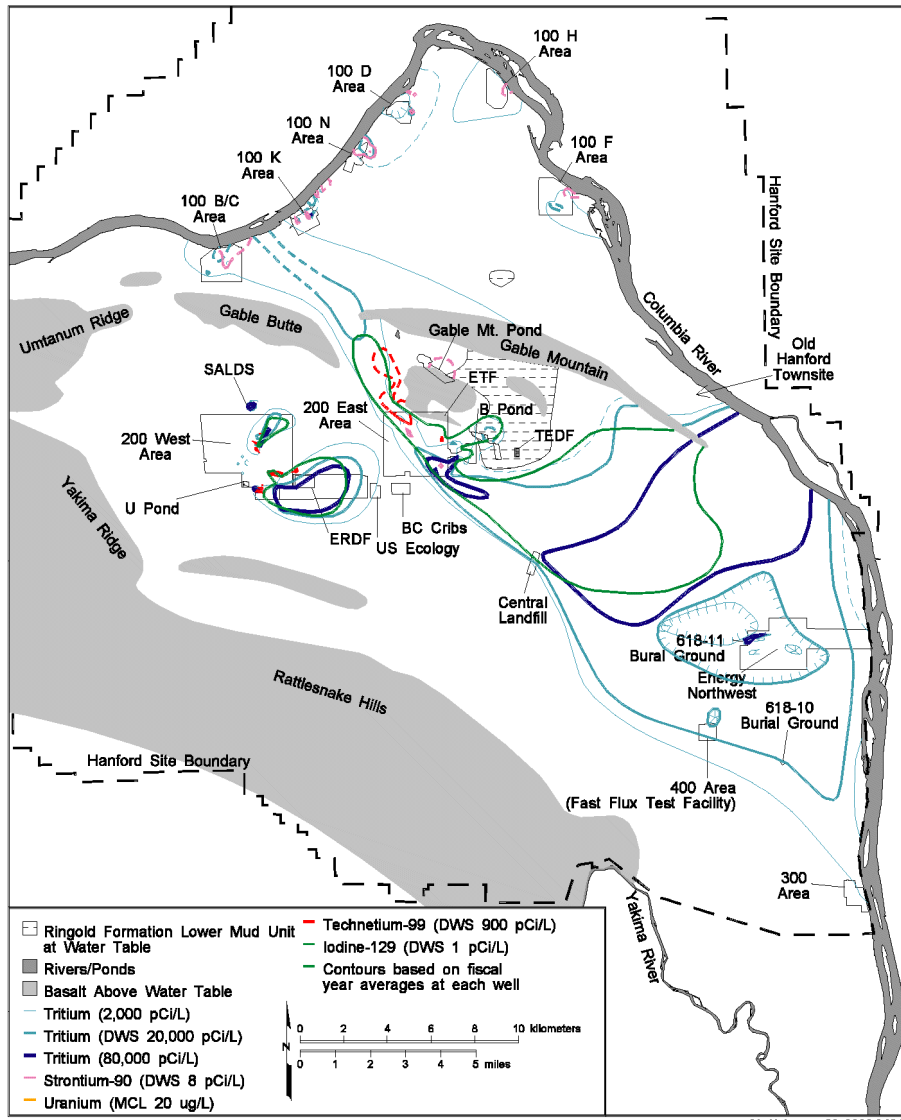 100 H
Area
100 D
Area
100 N
Area
100 K
Area
100 F
Area
100 B/C
Area
Hanford Site
Boundary
Columbia River
Umtanum Ridge
Gable Butte
Gable Mt. Pond
Gable Mountain
Old
Hanford
Townsite
SALDS
ETF
200 East
Area
B Pond
200 West
Area
TEDF
U Pond
Yakima Ridge
ERDF
BC Cribs
US Ecology
Central
Landfill
618-11
Bural Ground
Energy
Northwest
Rattlesnake Hills
618-10
Burial Ground
Hanford Site Boundary
400 Area
(Fast Flux Test Facility)
300
Area
Yakima River
Ringold Formation Lower Mud Unit
at Water Table
Rivers/Ponds
Basalt Above Water Table
Tritium (2,000 pCi/L)
Tritium (DWS 20,000 pCi/L)
Tritium (80,000 pCi/L)
Strontium-90 (DWS 8 pCi/L)
Uranium (MCL 20 ug/L)
Technetium-99 (DWS 900 pCi/L)
Iodine-129 (DWS 1 pCi/L)
Contours based on fiscal
year averages at each well
N
0 2 4 6 8 10 kilometers
0 1 2 3 4 5 miles